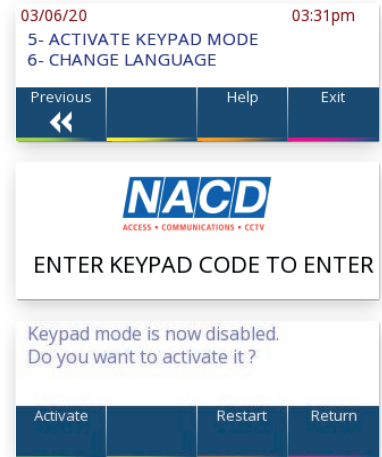 03/06/20 03:31pm
5- ACTIVATE KEYPAD MODE
6- CHANGE LANGUAGE
Previous Help Exit
NACD
ACCESS • COMMUNICATIONS • CCTV
ENTER KEYPAD CODE TO ENTER
Keypad mode is now disabled.
Do you want to activate it ?
Activate Restart Return